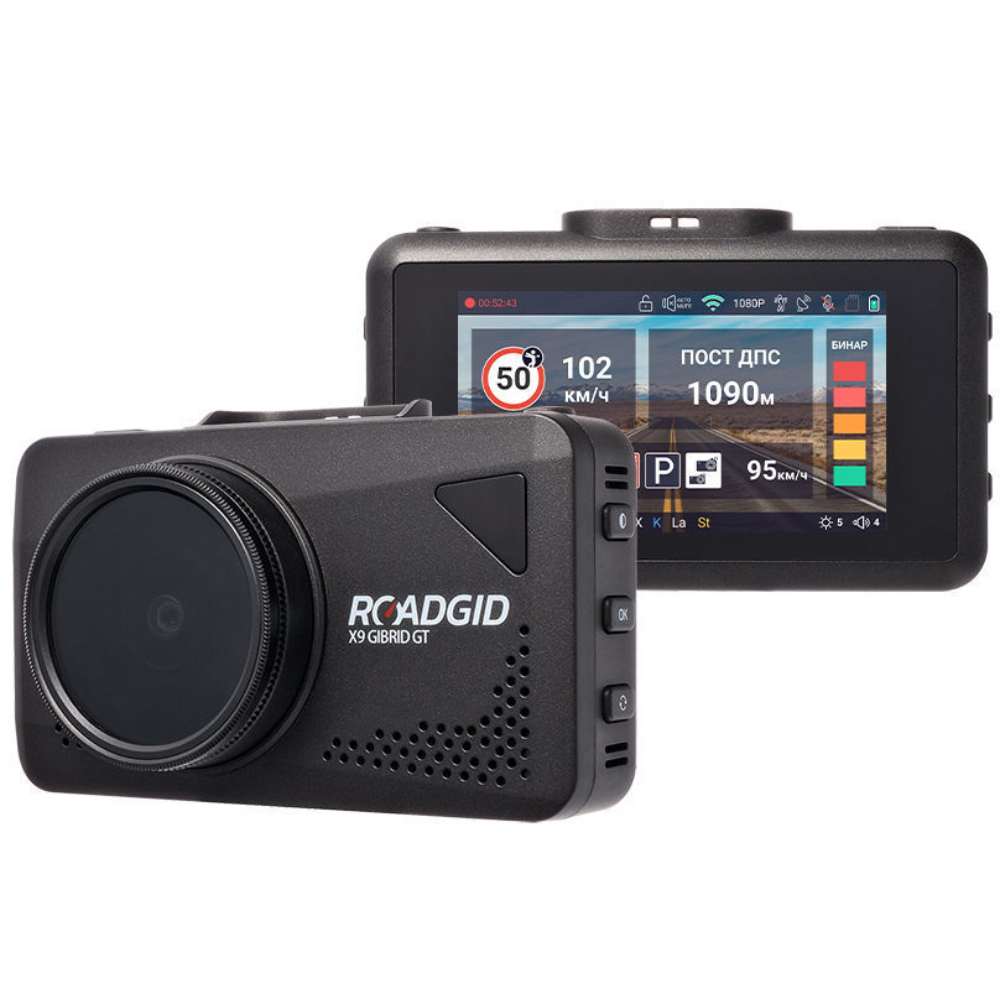 00:52:43
AUTO
MUTE
1080P
БИНАР
50
102
КМ/Ч
ПОСТ ДПС
1090м
P
95км/ч
X K La St
5
4
ROADGID
X9 GIBRID GT
OK